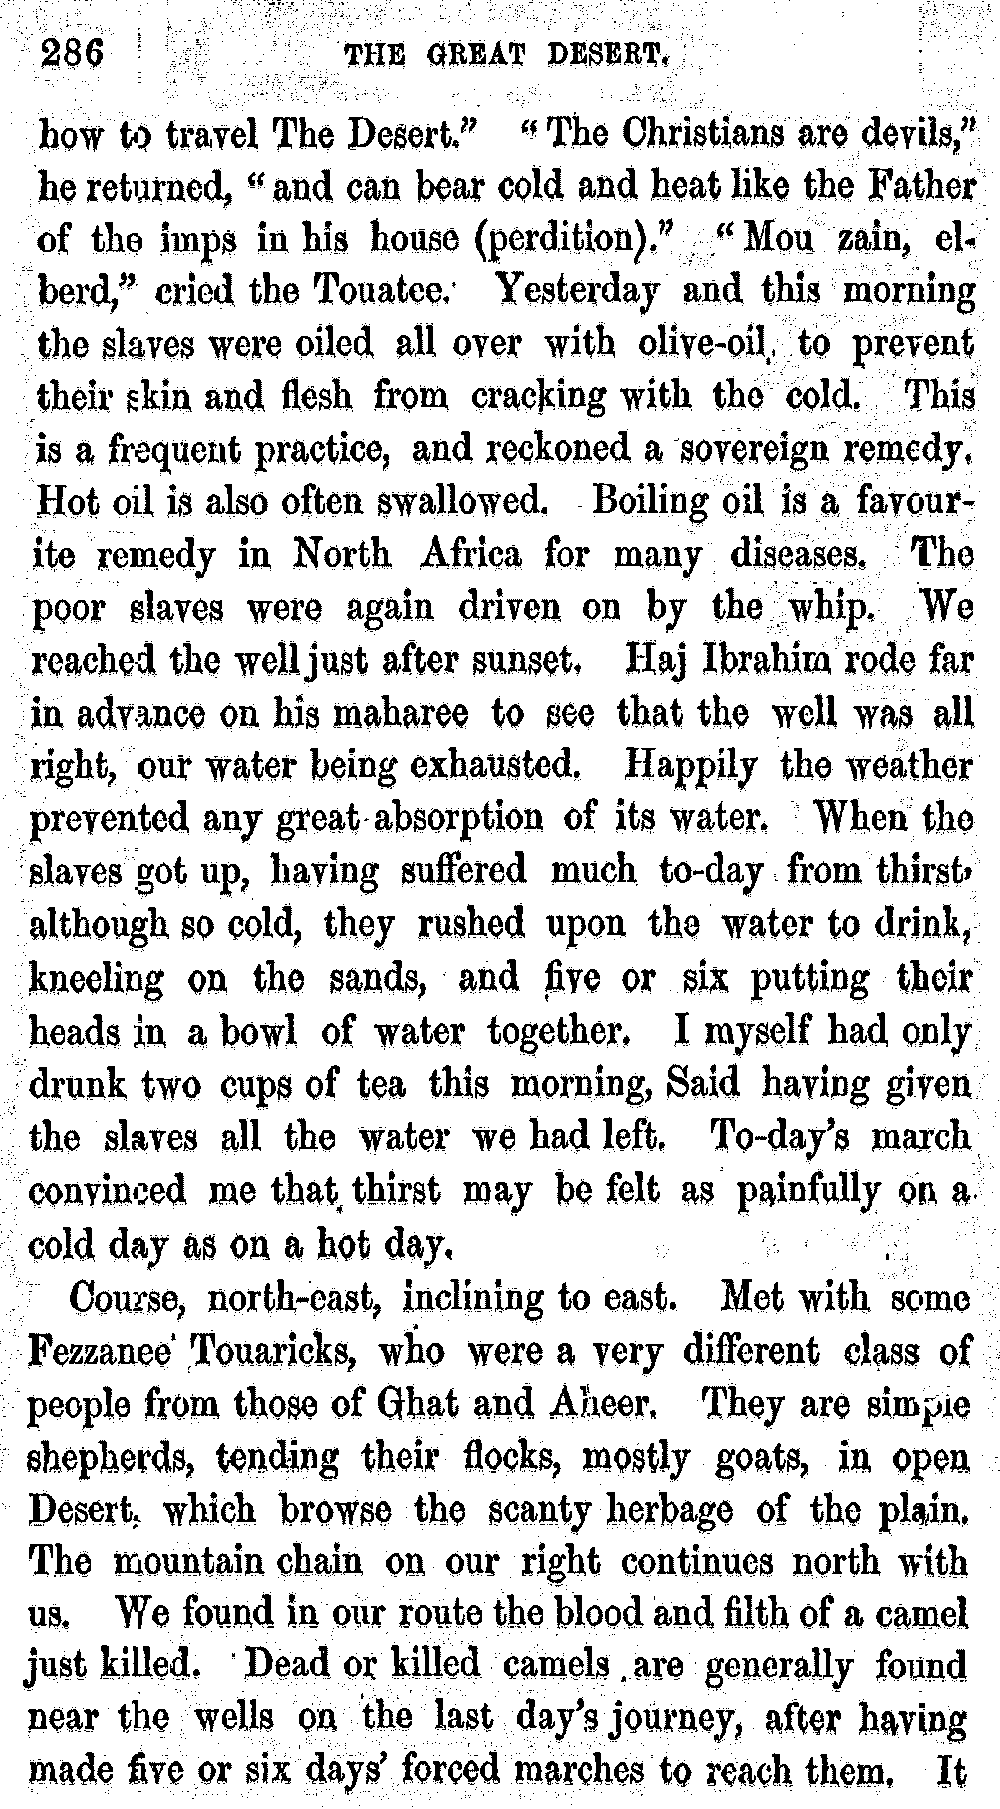 286 THE GREAT DESERT.
how to travel The Desert." "The Christians are devils,"
he returned, "and can bear cold and heat like the Father
of the imps in his house (perdition)." "Mou zain, el-
berd," cried the Touatee. Yesterday and this morning
the slaves were oiled all over with olive-oil, to prevent
their skin and flesh from cracking with the cold. This
is a frequent practice, and reckoned a sovereign remedy.
Hot oil is also often swallowed. Boiling oil is a favour-
ite remedy in North Africa for many diseases. The
poor slaves were again driven on by the whip. We
reached the well just after sunset. Haj Ibrahim rode far
in advance on his maharee to see that the well was all
right, our water being exhausted. Happily the weather
prevented any great absorption of its water. When the
slaves got up, having suffered much to-day from thirst,
although so cold, they rushed upon the water to drink,
kneeling on the sands, and five or six putting their
heads in a bowl of water together. I myself had only
drunk two cups of tea this morning, Said having given
the slaves all the water we had left. To-day's march
convinced me that thirst may be felt as painfully on a
cold day as on a hot day.
Course, north-east, inclining to east. Met with some
Fezzanee Touaricks, who were a very different class of
people from those of Ghat and Aheer. They are simple
shepherds, tending their flocks, mostly goats, in open
Desert, which browse the scanty herbage of the plain.
The mountain chain on our right continues north with
us. We found in our route the blood and filth of a camel
just killed. Dead or killed camels are generally found
near the wells on the last day's journey, after having
made five or six days' forced marches to reach them. It